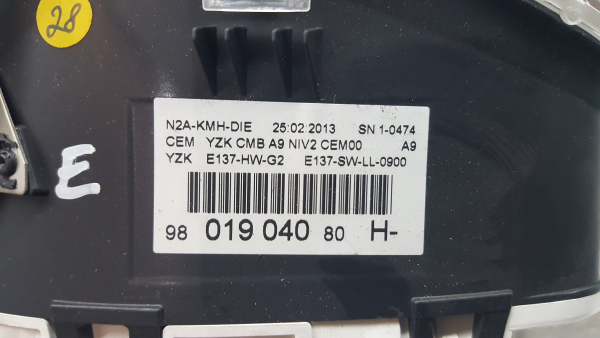 28
N2A-KMH-DIE 25:02:2013 SN 1-0474
CEM YZK CMB A9 NIV2 CEM00 A9
YZK E137-HW-G2 E137-SW-LL-0900
98 019 040 80 H-
E